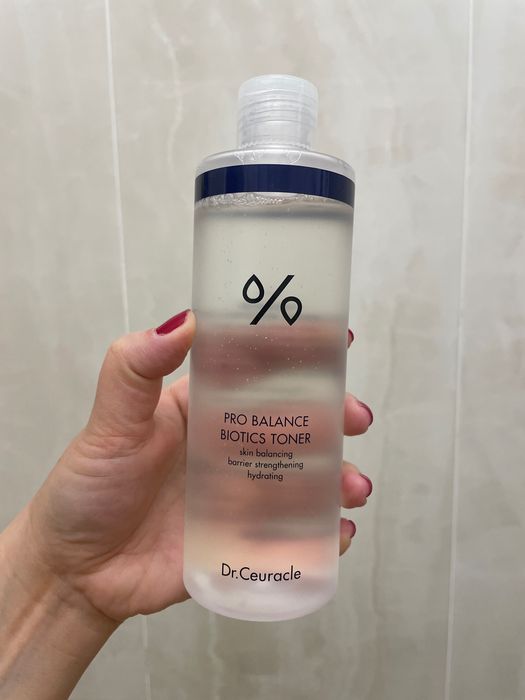 %
PRO BALANCE
BIOTICS TONER
skin balancing
barrier strengthening
hydrating
Dr.Ceuracle